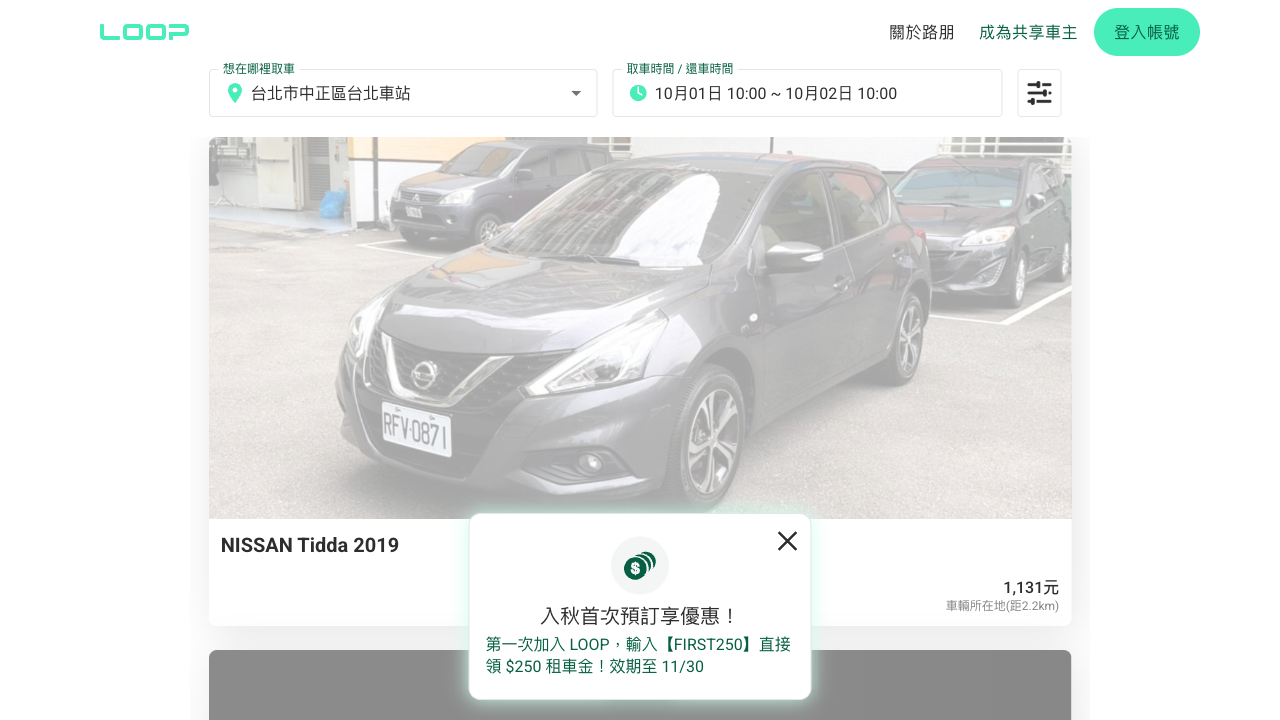 LOOP
關於路朋
成為共享車主
登入帳號
想在哪裡取車
台北市中正區台北車站
取車時間 / 還車時間
10月01日 10:00 ~ 10月02日 10:00
RFV-0871
NISSAN Tidda 2019
1,131元
車輛所在地(距2.2km)
入秋首次預訂享優惠！
第一次加入 LOOP，輸入【FIRST250】直接
領 $250 租車金！效期至 11/30